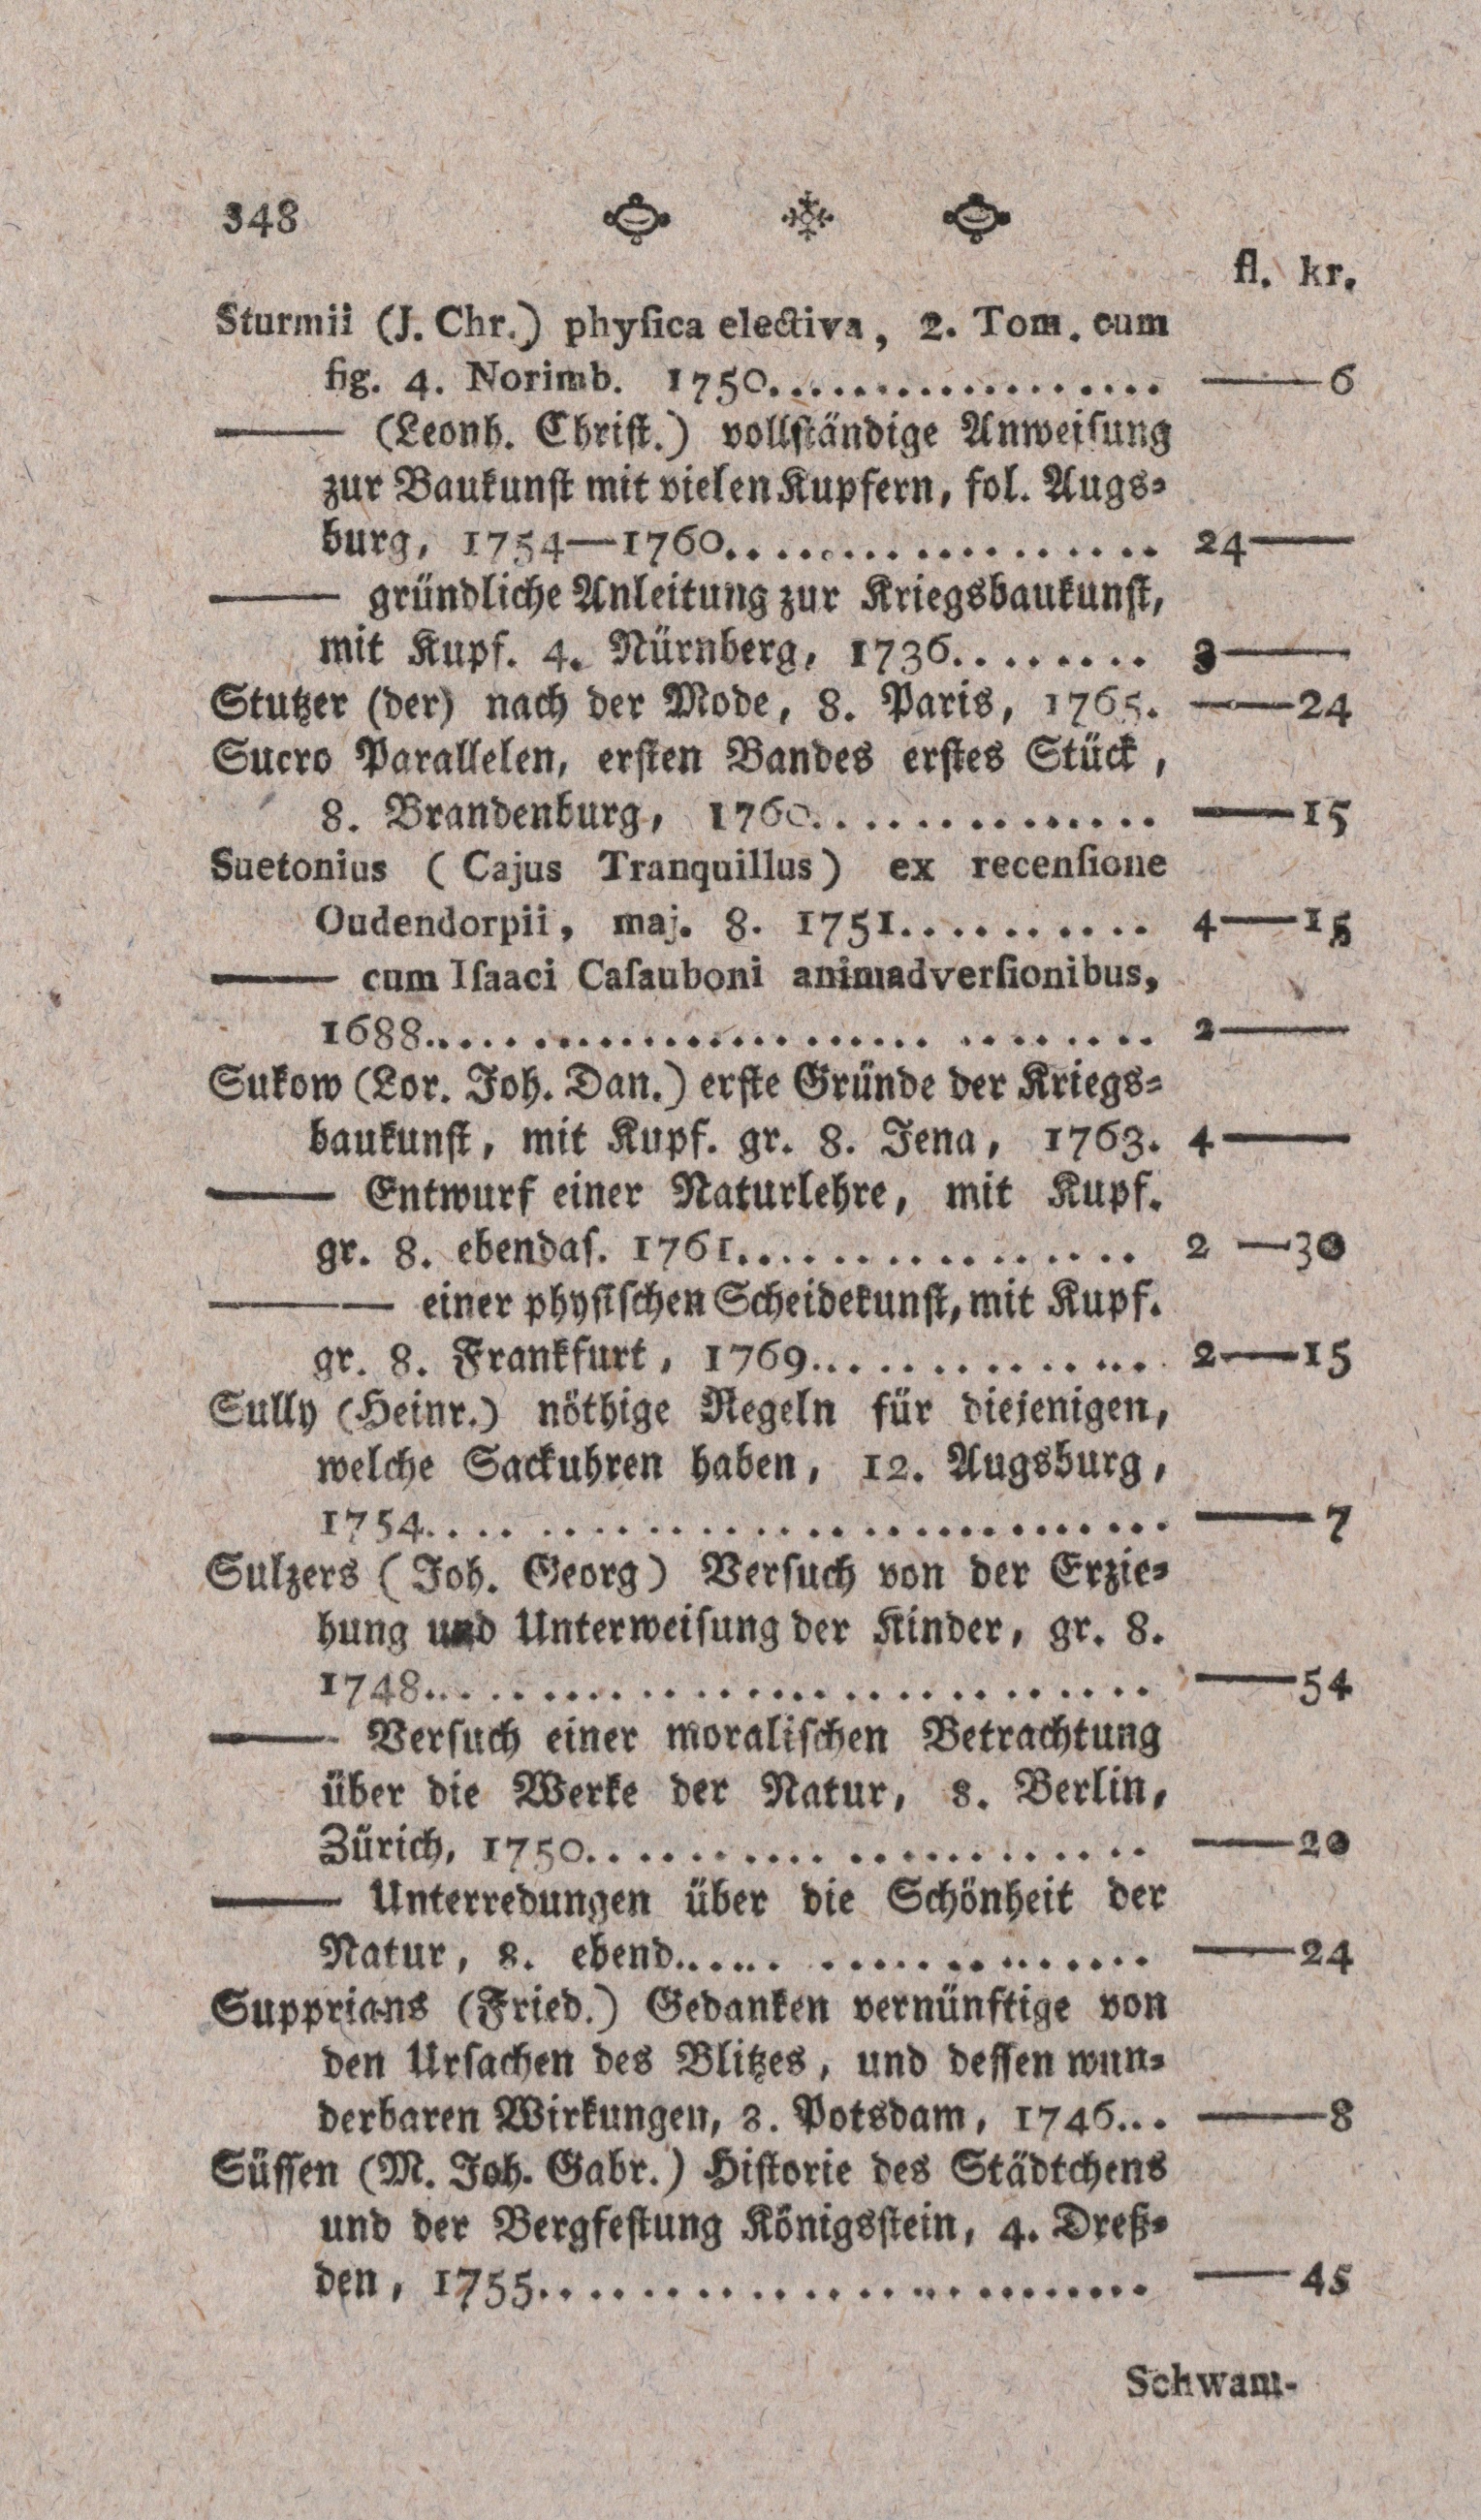 348
fl. kr.
Sturmii (J. Chr.) phyſica electiva, 2. Tom. cum
fig. 4. Norimb. 1750.................. ——6
—— (Leonh. Chriſt.) vollſtändige Anweiſung
zur Baukunſt mit vielen Kupfern, fol. Augs-
burg, 1754—1760.................. 24——
—— gründliche Anleitung zur Kriegsbaukunſt,
mit Kupf. 4. Nürnberg, 1736........ 3——
Stutzer (der) nach der Mode, 8. Paris, 1765. ——24
Sucro Parallelen, erſten Bandes erſtes Stück,
8. Brandenburg, 1760.............. ——15
Suetonius (Cajus Tranquillus) ex recenſione
Oudendorpii, maj. 8. 1751.......... 4——15
—— cum Iſaaci Caſauboni animadverſionibus,
1688............................ 2——
Sukow (Lor. Joh. Dan.) erſte Gründe der Kriegs-
baukunſt, mit Kupf. gr. 8. Jena, 1763. 4——
—— Entwurf einer Naturlehre, mit Kupf.
gr. 8. ebendaſ. 1761................ 2 —30
——— einer phyſiſchen Scheidekunſt, mit Kupf.
gr. 8. Frankfurt, 1769.............. 2——15
Sully (Heinr.) nöthige Regeln für diejenigen,
welche Sackuhren haben, 12. Augsburg,
1754............................ ——7
Sulzers (Joh. Georg) Verſuch von der Erzie-
hung und Unterweiſung der Kinder, gr. 8.
1748............................ ——54
—— Verſuch einer moraliſchen Betrachtung
über die Werke der Natur, 8. Berlin,
Zürich, 1750...................... ——20
—— Unterredungen über die Schönheit der
Natur, 8. ebend.................... ——24
Supprians (Fried.) Gedanken vernünftige von
den Urſachen des Blitzes, und deſſen wun-
derbaren Wirkungen, 8. Potsdam, 1746... ——8
Süſſen (M. Joh. Gabr.) Hiſtorie des Städtchens
und der Bergfeſtung Königsſtein, 4. Dreß-
den, 1755........................ ——45
Schwam-